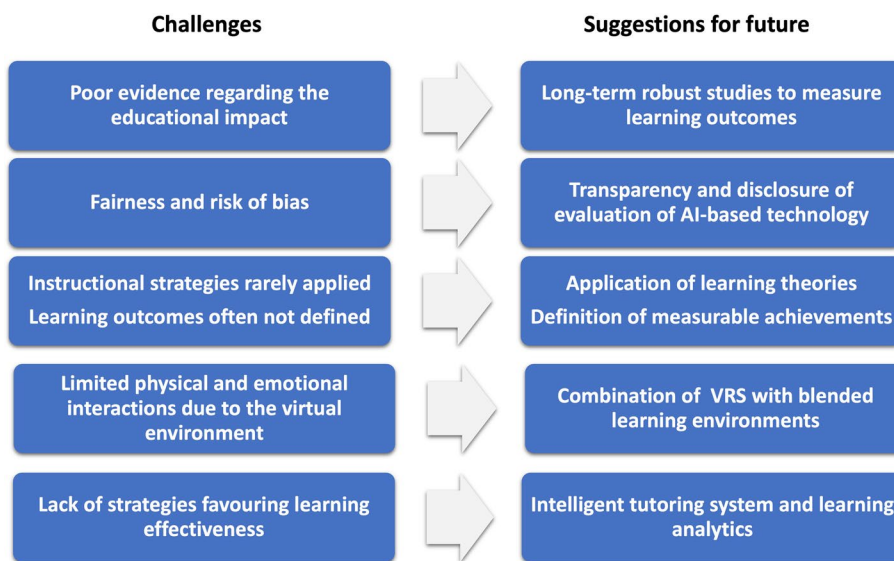 Challenges
Suggestions for future
Poor evidence regarding the
educational impact
Long-term robust studies to measure
learning outcomes
Fairness and risk of bias
Transparency and disclosure of
evaluation of AI-based technology
Instructional strategies rarely applied
Learning outcomes often not defined
Application of learning theories
Definition of measurable achievements
Limited physical and emotional
interactions due to the virtual
environment
Combination of VRS with blended
learning environments
Lack of strategies favouring learning
effectiveness
Intelligent tutoring system and learning
analytics